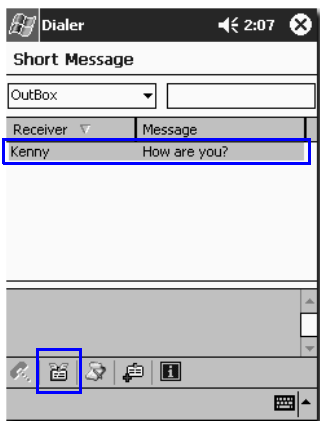 Dialer 2:07
Short Message
OutBox
Receiver Message
Kenny How are you?